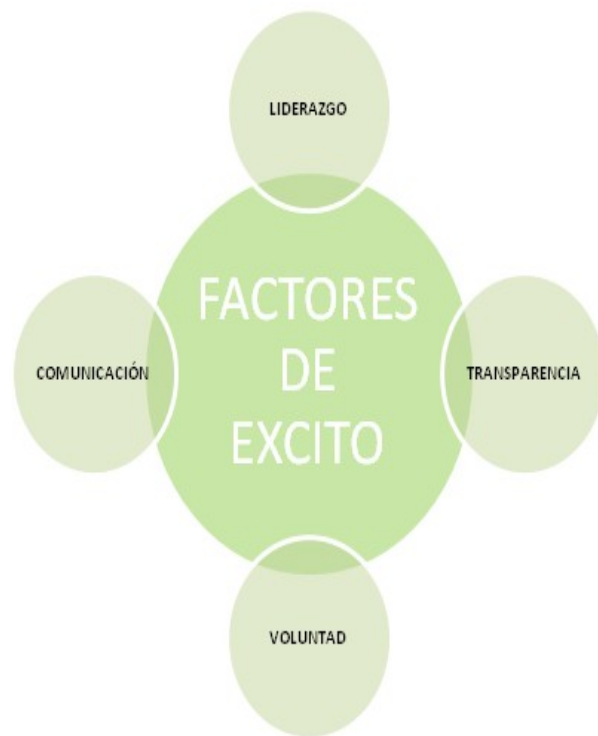 LIDERAZGO
FACTORES
DE
EXCITO
COMUNICACIÓN
TRANSPARENCIA
VOLUNTAD